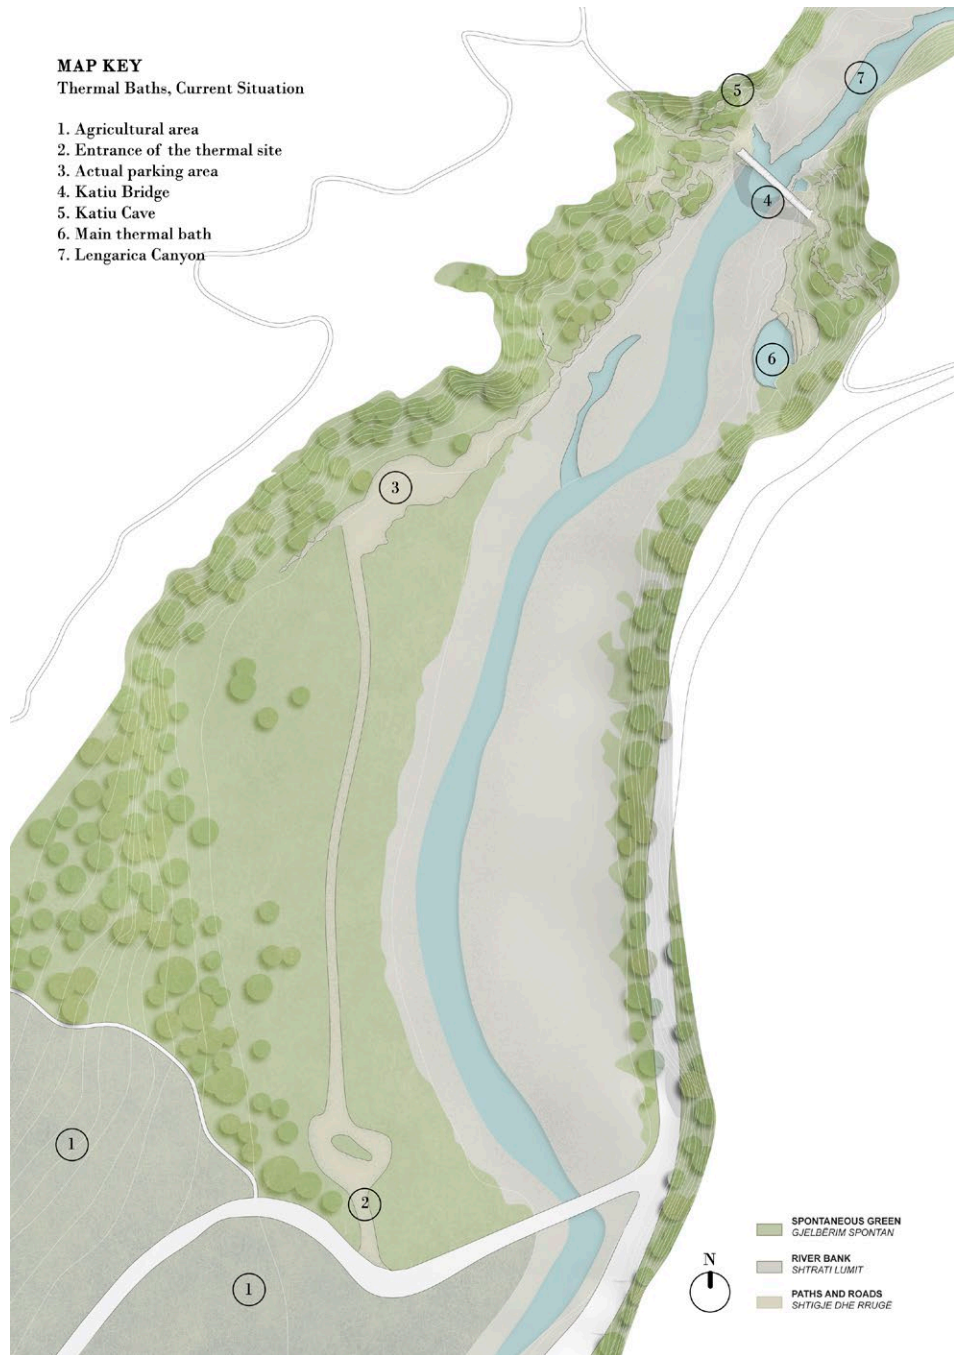 MAP KEY
Thermal Baths, Current Situation
1. Agricultural area
2. Entrance of the thermal site
3. Actual parking area
4. Katiu Bridge
5. Katiu Cave
6. Main thermal bath
7. Lengarica Canyon
5
7
4
6
3
1
2
1
N
SPONTANEOUS GREEN
GJELBËRIM SPONTAN
RIVER BANK
SHTRATI LUMIT
PATHS AND ROADS
SHTIGJE DHE RRUGË